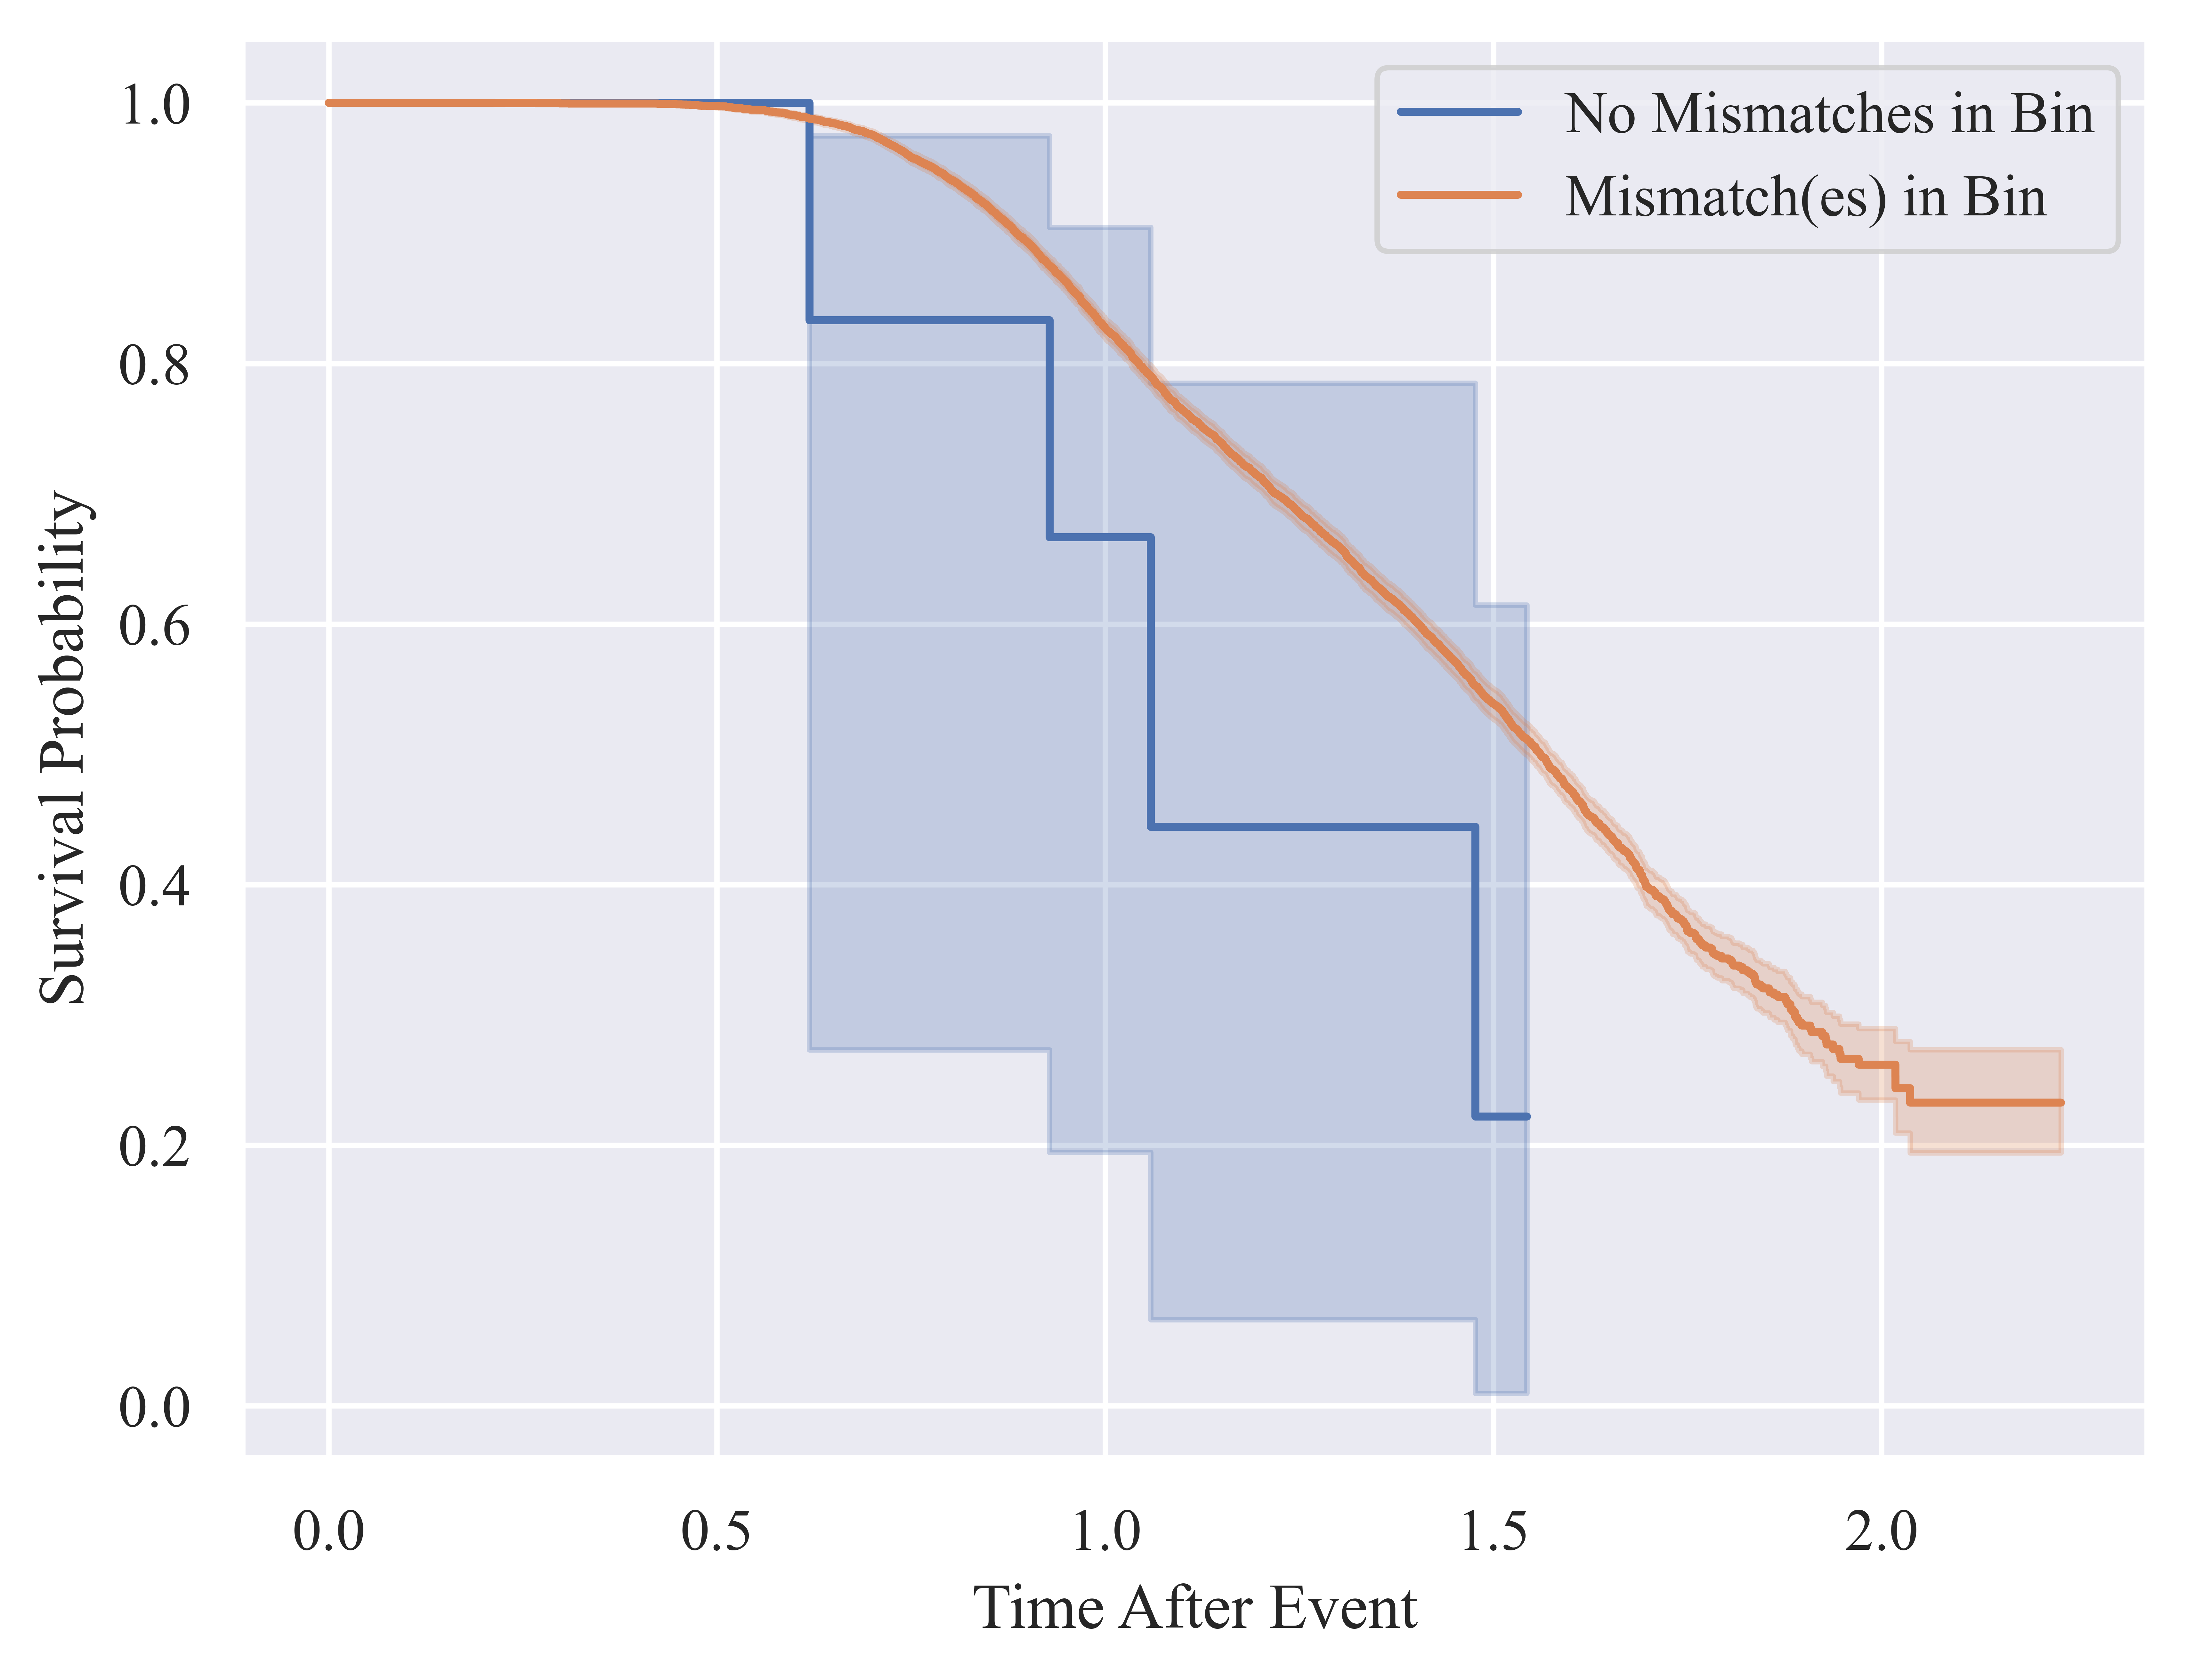 No Mismatches in Bin
Mismatch(es) in Bin
1.0
0.8
0.6
0.4
0.2
0.0
Survival Probability
0.0 0.5 1.0 1.5 2.0
Time After Event